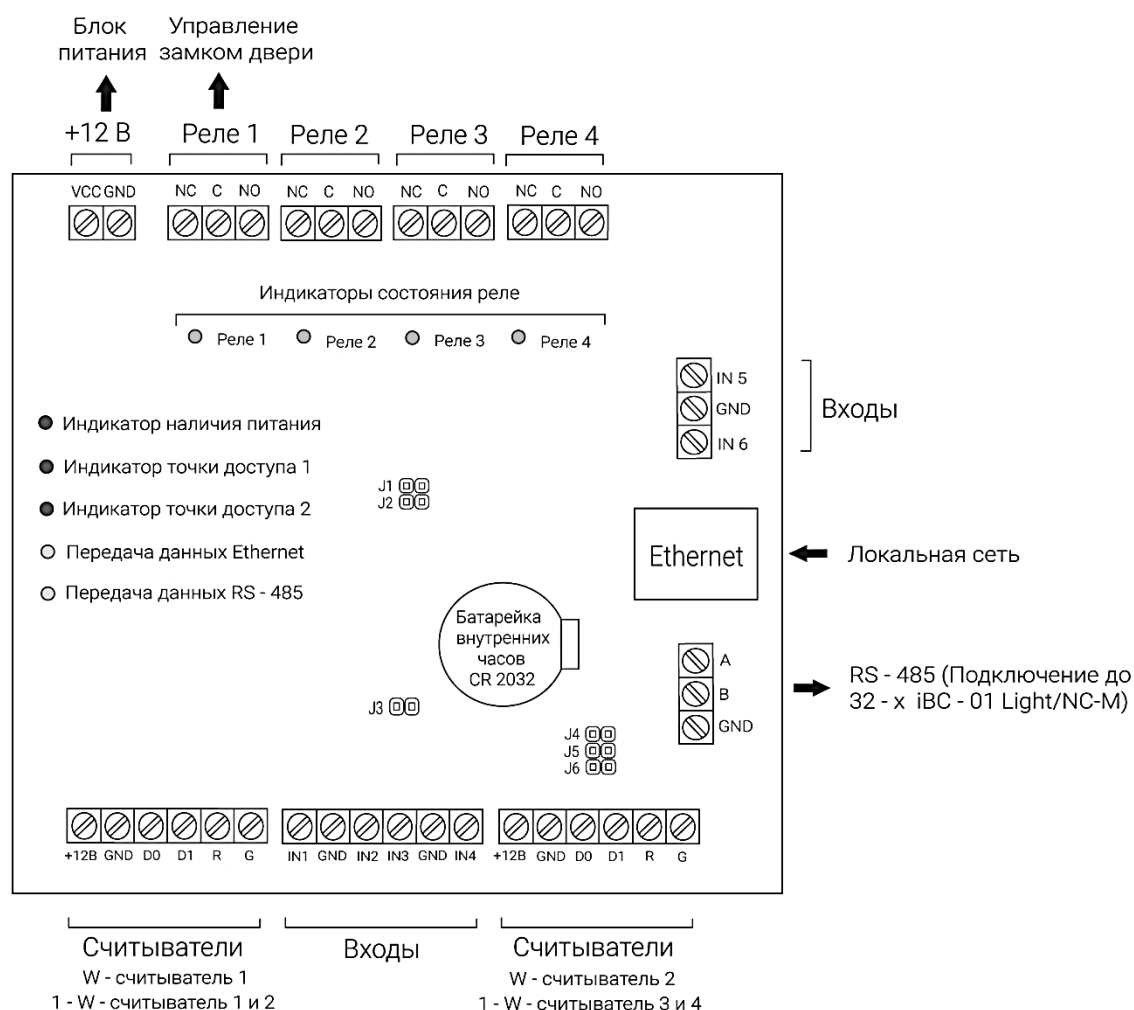 Блок
питания
Управление
замком двери
+12 В
Реле 1
Реле 2
Реле 3
Реле 4
VCC GND
NC C NO
NC C NO
NC C NO
NC C NO
Индикаторы состояния реле
Реле 1
Реле 2
Реле 3
Реле 4
IN 5
GND
IN 6
Входы
Индикатор наличия питания
Индикатор точки доступа 1
Индикатор точки доступа 2
Передача данных Ethernet
Передача данных RS - 485
J1
J2
Ethernet
Локальная сеть
Батарейка
внутренних
часов
CR 2032
A
B
GND
RS - 485 (Подключение до
32 - х iBC - 01 Light/NC-M)
J3
J4
J5
J6
+12В GND D0 D1 R G
IN1 GND IN2 IN3 GND IN4
+12В GND D0 D1 R G
Считыватели
W - считыватель 1
1 - W - считыватель 1 и 2
Входы
Считыватели
W - считыватель 2
1 - W - считыватель 3 и 4